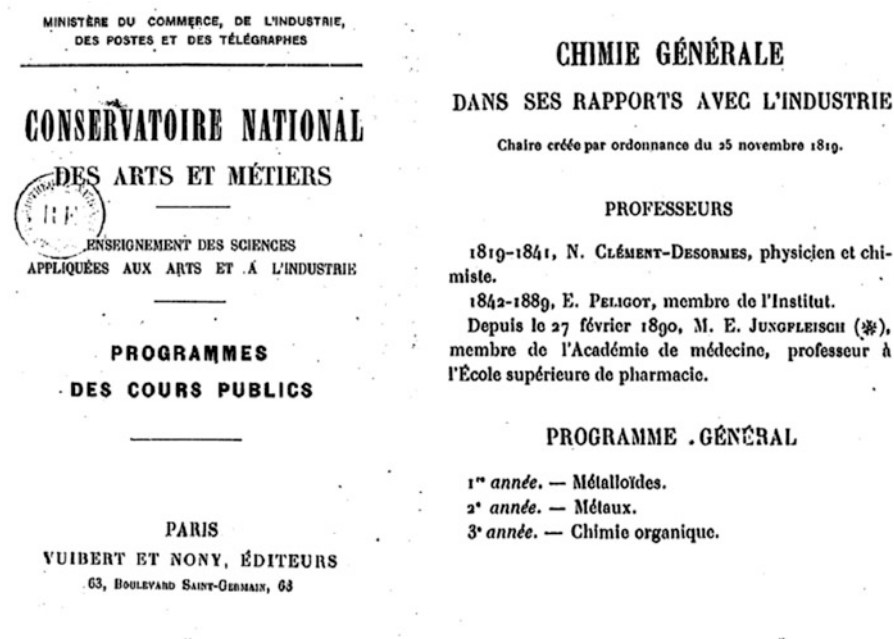 MINISTÈRE DU COMMERCE, DE L'INDUSTRIE,
DES POSTES ET DES TÉLÉGRAPHES
CONSERVATOIRE NATIONAL
DES ARTS ET MÉTIERS
ENSEIGNEMENT DES SCIENCES
APPLIQUÉES AUX ARTS ET À L'INDUSTRIE
PROGRAMMES
DES COURS PUBLICS
PARIS
VUIBERT ET NONY, ÉDITEURS
63, BOULEVARD SAINT-GERMAIN, 63
CHIMIE GÉNÉRALE
DANS SES RAPPORTS AVEC L'INDUSTRIE
Chaire créée par ordonnance du 25 novembre 1819.
PROFESSEURS
1819-1841, N. CLÉMENT-DESORMES, physicien et chi-
miste.
1842-1889, E. PELIGOT, membre de l'Institut.
Depuis le 27 février 1890, M. E. JUNGFLEISCH (✻),
membre de l'Académie de médecine, professeur à
l'École supérieure de pharmacie.
PROGRAMME GÉNÉRAL
1re année. — Métalloïdes.
2e année. — Métaux.
3e année. — Chimie organique.